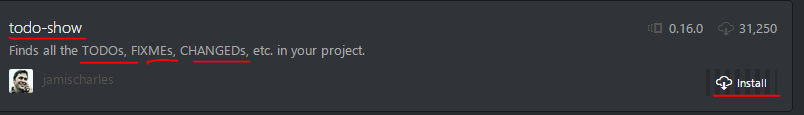 todo-show 0.16.0 31,250
Finds all the TODOs, FIXMEs, CHANGEDs, etc. in your project.
jamischarles Install